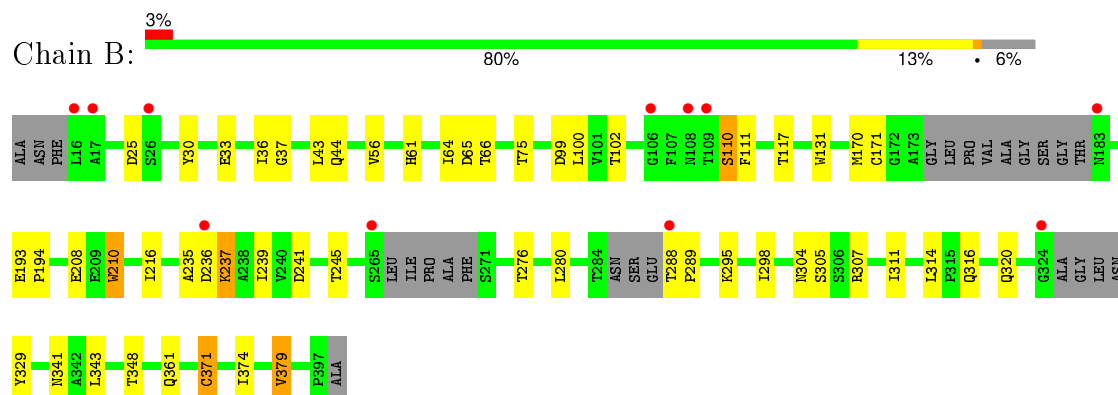 3%
Chain B:
80% 13% • 6%
ALA ASN PHE L16 A17 D25 S26 Y30 E33 I36 G37 L43 Q44 V56 H61 I64 D65 T66 T75 D99 L100 V101 T102 G106 F107 N108 T109 S110 F111 T117 W131 M170 C171 G172 A173 GLY LEU PRO VAL ALA GLY SER GLY THR N183
E193 P194 E208 E209 W210 I216 A235 D236 K237 A238 I239 V240 D241 T245 S265 LEU ILE PRO ALA PHE S271 T276 L280 T284 ASN SER GLU T288 P289 K295 I298 N304 S305 S306 R307 I311 L314 P315 Q316 Q320 G324 ALA GLY LEU ASN
Y329 N341 A342 L343 T348 Q361 C371 I374 V379 P397 ALA